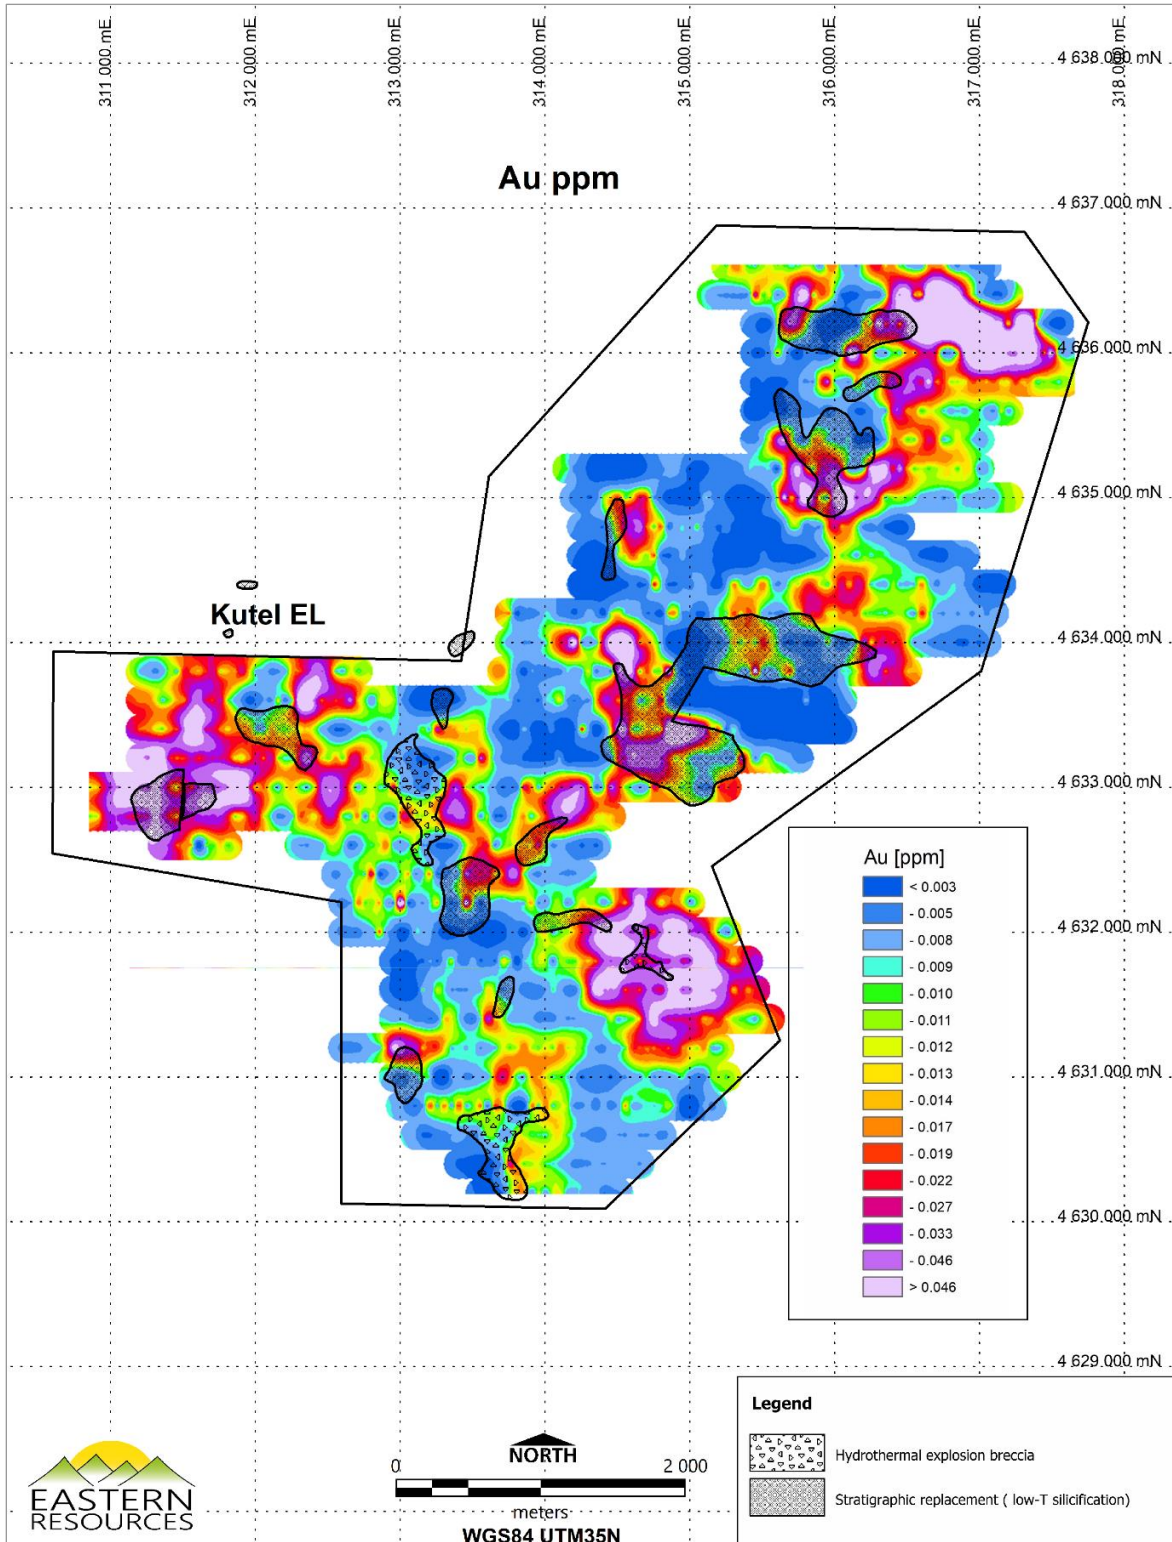 311 000 mE
312 000 mE
313 000 mE
314 000 mE
315 000 mE
316 000 mE
317 000 mE
318 000 mE
4 638 000 mN
Au ppm
4 637 000 mN
4 636 000 mN
4 635 000 mN
Kutel EL
4 634 000 mN
4 633 000 mN
Au [ppm]
< 0.003
- 0.005
- 0.008
- 0.009
- 0.010
- 0.011
- 0.012
- 0.013
- 0.014
- 0.017
- 0.019
- 0.022
- 0.027
- 0.033
- 0.046
> 0.046
4 632 000 mN
4 631 000 mN
4 630 000 mN
4 629 000 mN
Legend
Hydrothermal explosion breccia
Stratigraphic replacement ( low-T silicification)
EASTERN
RESOURCES
NORTH
0 2 000
meters
WGS84 UTM35N